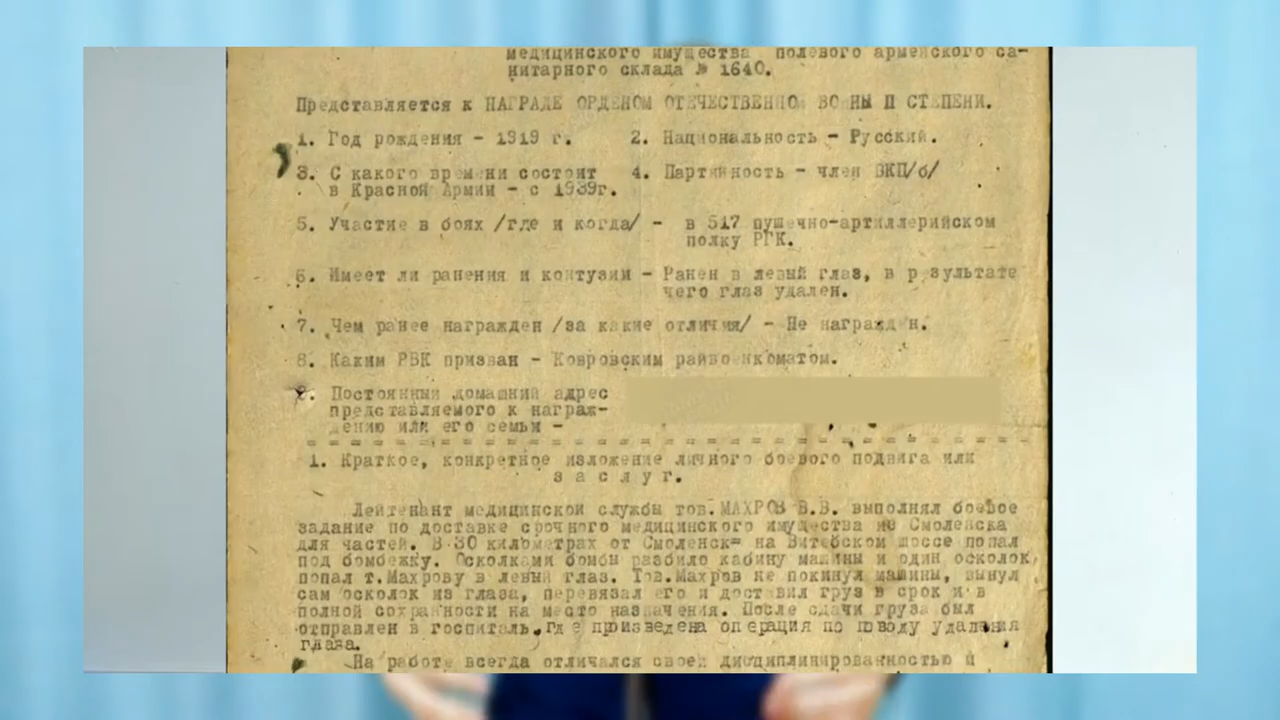 медицинского имущества полевого армейского са-
нитарного склада № 1640.
Представляется к НАГРАДЕ ОРДЕНОМ ОТЕЧЕСТВЕННОЙ ВОЙНЫ П СТЕПЕНИ.
1. Год рождения - 1919 г. 2. Национальность - Русский.
3. С какого времени состоит 4. Партийность - член ВКП/б/
в Красной Армии - с 1939г.
5. Участие в боях /где и когда/ - в 517 пушечно-артиллерийском
полку РГК.
6. Имеет ли ранения и контузии - Ранен в левый глаз, в результате
чего глаз удален.
7. Чем ранее награжден /за какие отличия/ - Не награжден.
8. Каким РВК призван - Ковровским райвоенкоматом.
9. Постоянный домашний адрес
представляемого к награж-
дению или его семьи -
1. Краткое, конкретное изложение личного боевого подвига или
з а с л у г.
Лейтенант медицинской службы тов.МАХРОВ В.В. выполнял боевое
задание по доставке срочного медицинского имущества из Смоленска
для частей. В 30 километрах от Смоленск= на Витебском шоссе попал
под бомбежку. Осколками бомбы разбило кабину машины и один осколок
попал т.Махрову в левый глаз. Тов.Махров не покинул машины, вынул
сам осколок из глаза, перевязал его и доставил груз в срок и в
полной сохранности на место назначения. После сдачи груза был
отправлен в госпиталь,где произведена операция по поводу удаления
глаза.
На работе всегда отличался своей дисциплинированностью и